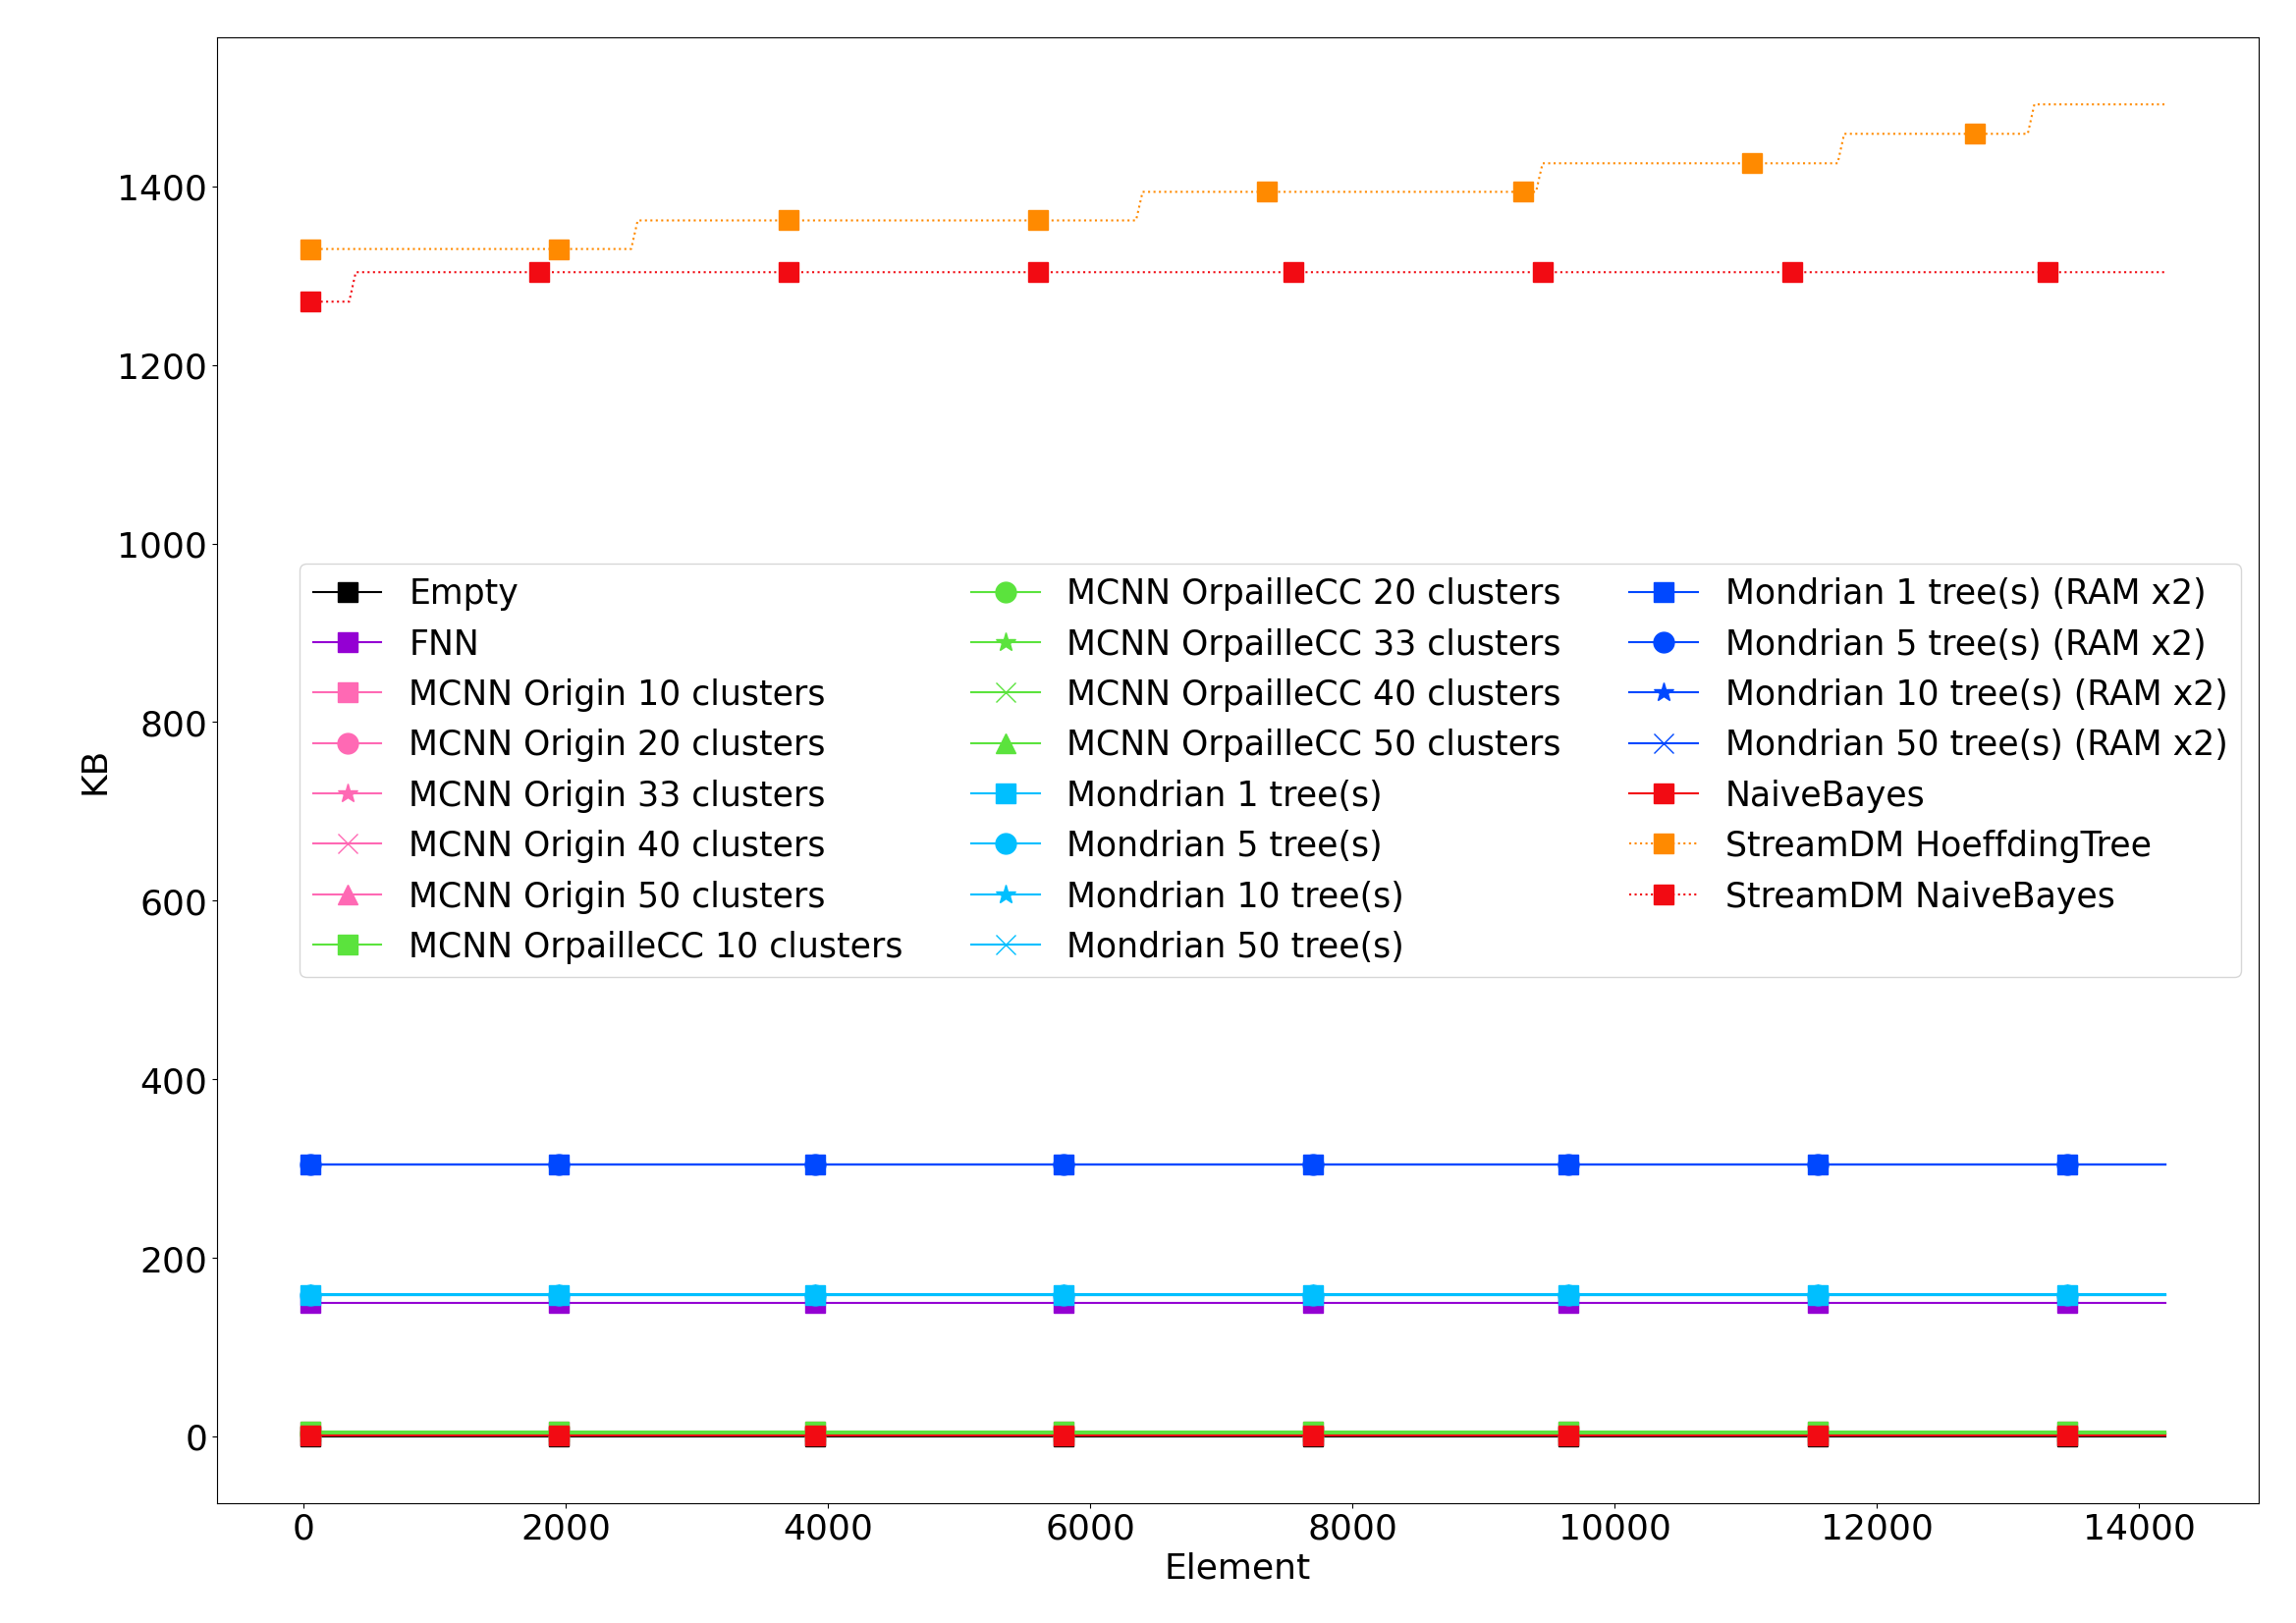 1400
1200
1000
800
600
400
200
0
KB
Empty
FNN
MCNN Origin 10 clusters
MCNN Origin 20 clusters
MCNN Origin 33 clusters
MCNN Origin 40 clusters
MCNN Origin 50 clusters
MCNN OrpailleCC 10 clusters
MCNN OrpailleCC 20 clusters
MCNN OrpailleCC 33 clusters
MCNN OrpailleCC 40 clusters
MCNN OrpailleCC 50 clusters
Mondrian 1 tree(s)
Mondrian 5 tree(s)
Mondrian 10 tree(s)
Mondrian 50 tree(s)
Mondrian 1 tree(s) (RAM x2)
Mondrian 5 tree(s) (RAM x2)
Mondrian 10 tree(s) (RAM x2)
Mondrian 50 tree(s) (RAM x2)
NaiveBayes
StreamDM HoeffdingTree
StreamDM NaiveBayes
0 2000 4000 6000 8000 10000 12000 14000
Element